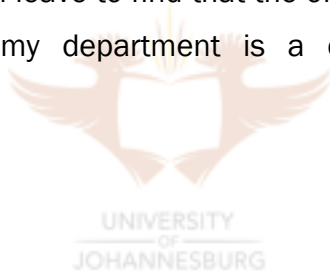 leave to find that the
my department is a
UNIVERSITY
OF
JOHANNESBURG